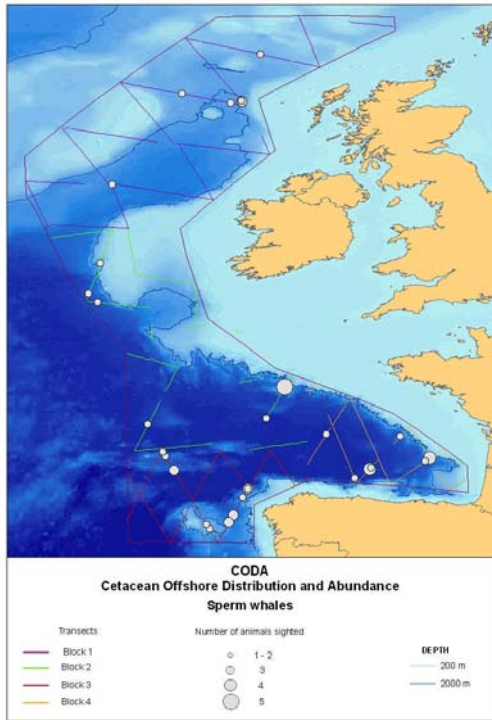 CODA
Cetacean Offshore Distribution and Abundance
Sperm whales
Transects
Block 1
Block 2
Block 3
Block 4
Number of animals sighted
1 - 2
3
4
5
DEPTH
200 m
2000 m